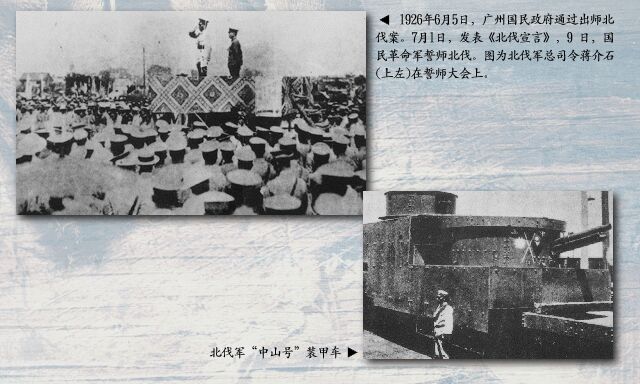 ◀ 1926年6月5日，广州国民政府通过出师北
伐案。7月1日，发表《北伐宣言》，9日，国
民革命军誓师北伐。图为北伐军总司令蒋介石
(上左)在誓师大会上。
北伐军“中山号”装甲车 ▶